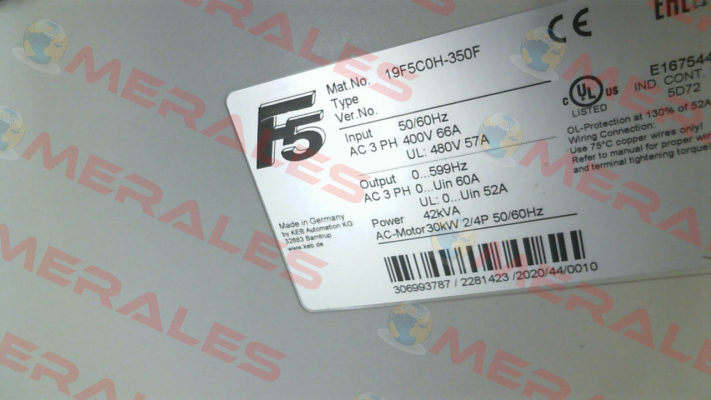 Mat.No. 19F5C0H-350F
Type
Ver.No.
F5
Input 50/60Hz
AC 3 PH 400V 66A
UL: 480V 57A
Output 0...599Hz
AC 3 PH 0...Uin 60A
UL: 0...Uin 52A
Power 42kVA
AC-Motor 30kW 2/4P 50/60Hz
Made in Germany
by KEB Automation KG
32683 Barntrup
www.keb.de
306993787 / 2281423 /2020/44/0010
CE
EAC
c UL US
LISTED
E167544
IND. CONT.
5D72
OL-Protection at 130% of 52A
Wiring Connection:
Use 75°C copper wires only!
Refer to manual for proper wir
and terminal tightening torque
MERALES
MERALES
MERALES
MERALES
MERALES
MERALES